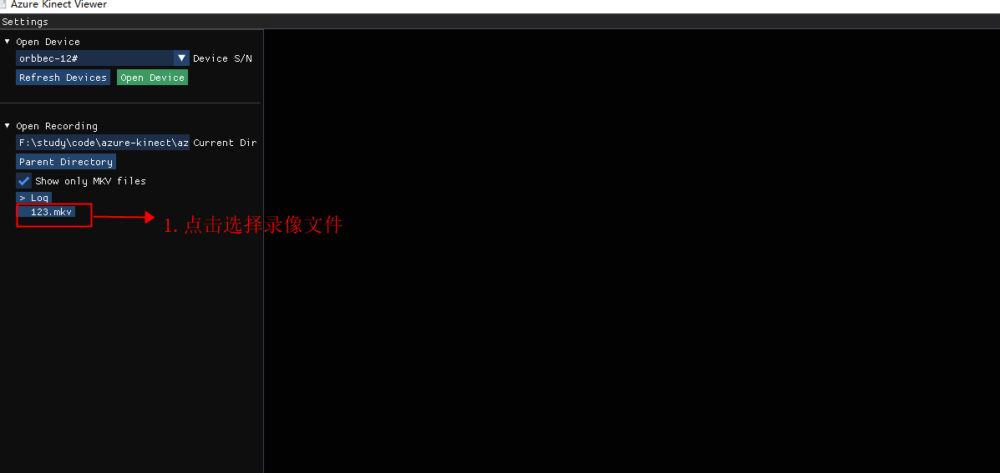 Azure Kinect Viewer
Settings
▼ Open Device
orbbec-12# ▼ Device S/N
Refresh Devices Open Device
▼ Open Recording
F:\study\code\azure-kinect\az Current Dir
Parent Directory
Show only MKV files
> Log
123.mkv
1. 点击选择录像文件